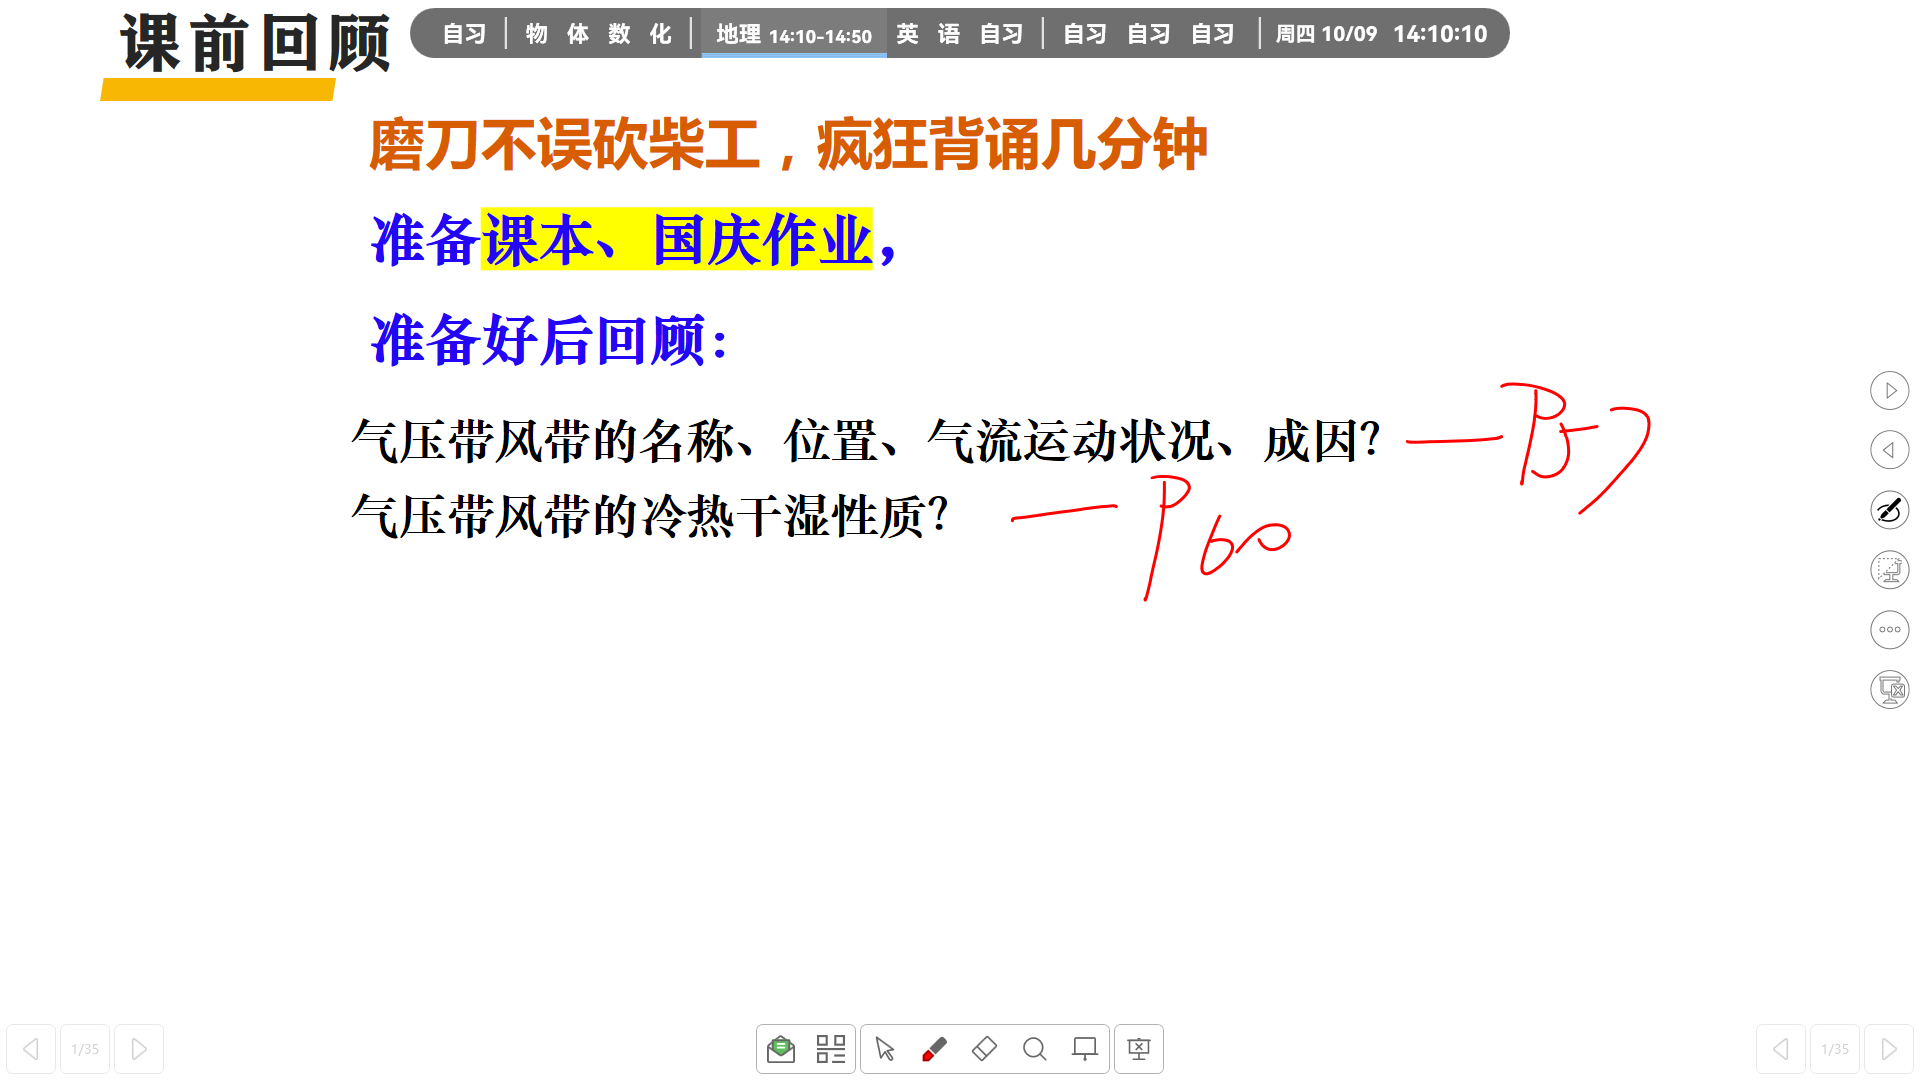 课前回顾
自习 | 物 体 数 化 | 地理 14:10-14:50 英 语 自习 | 自习 自习 自习 | 周四 10/09 14:10:10
磨刀不误砍柴工，疯狂背诵几分钟
准备课本、国庆作业，
准备好后回顾：
气压带风带的名称、位置、气流运动状况、成因？ —P57
气压带风带的冷热干湿性质？ —P60
1/35
1/35